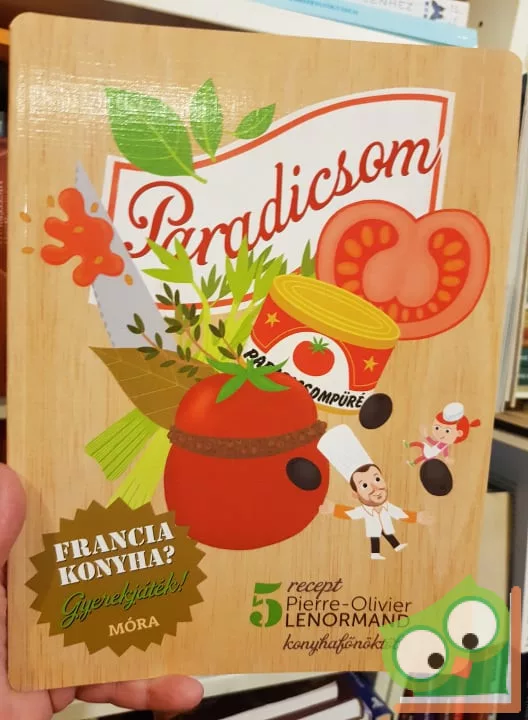 Paradicsom
PARADICSOMPÜRÉ
FRANCIA
KONYHA?
Gyerekjáték!
MÓRA
5 recept
Pierre-Olivier
LENORMAND